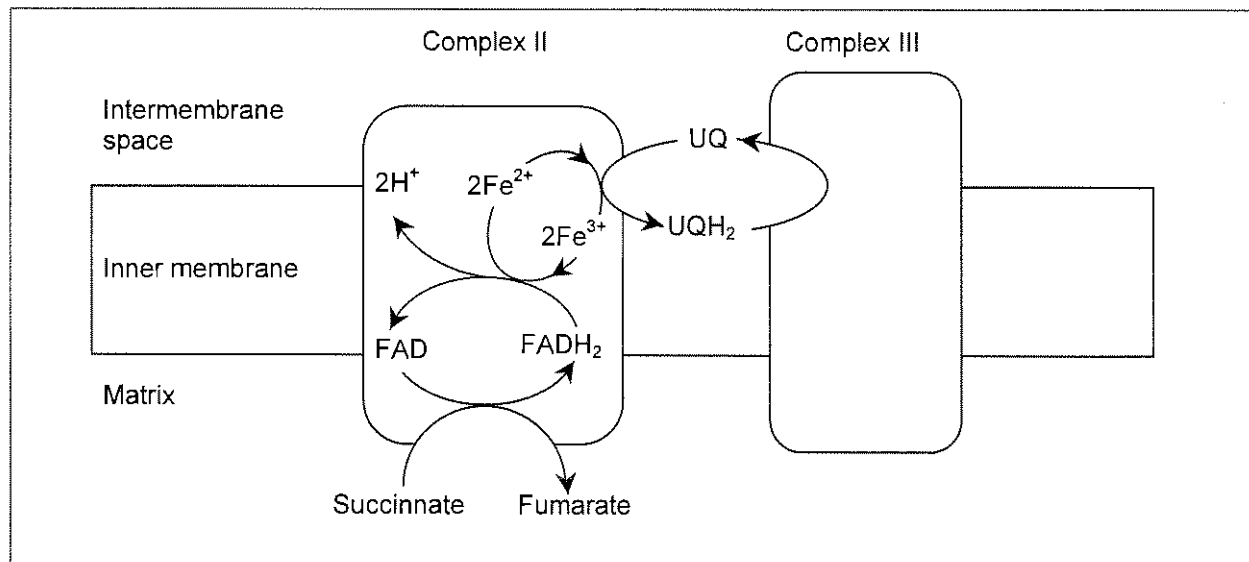 Complex II
Complex III
Intermembrane
space
UQ
2H⁺
2Fe²⁺
2Fe³⁺
UQH₂
Inner membrane
FAD
FADH₂
Matrix
Succinnate
Fumarate